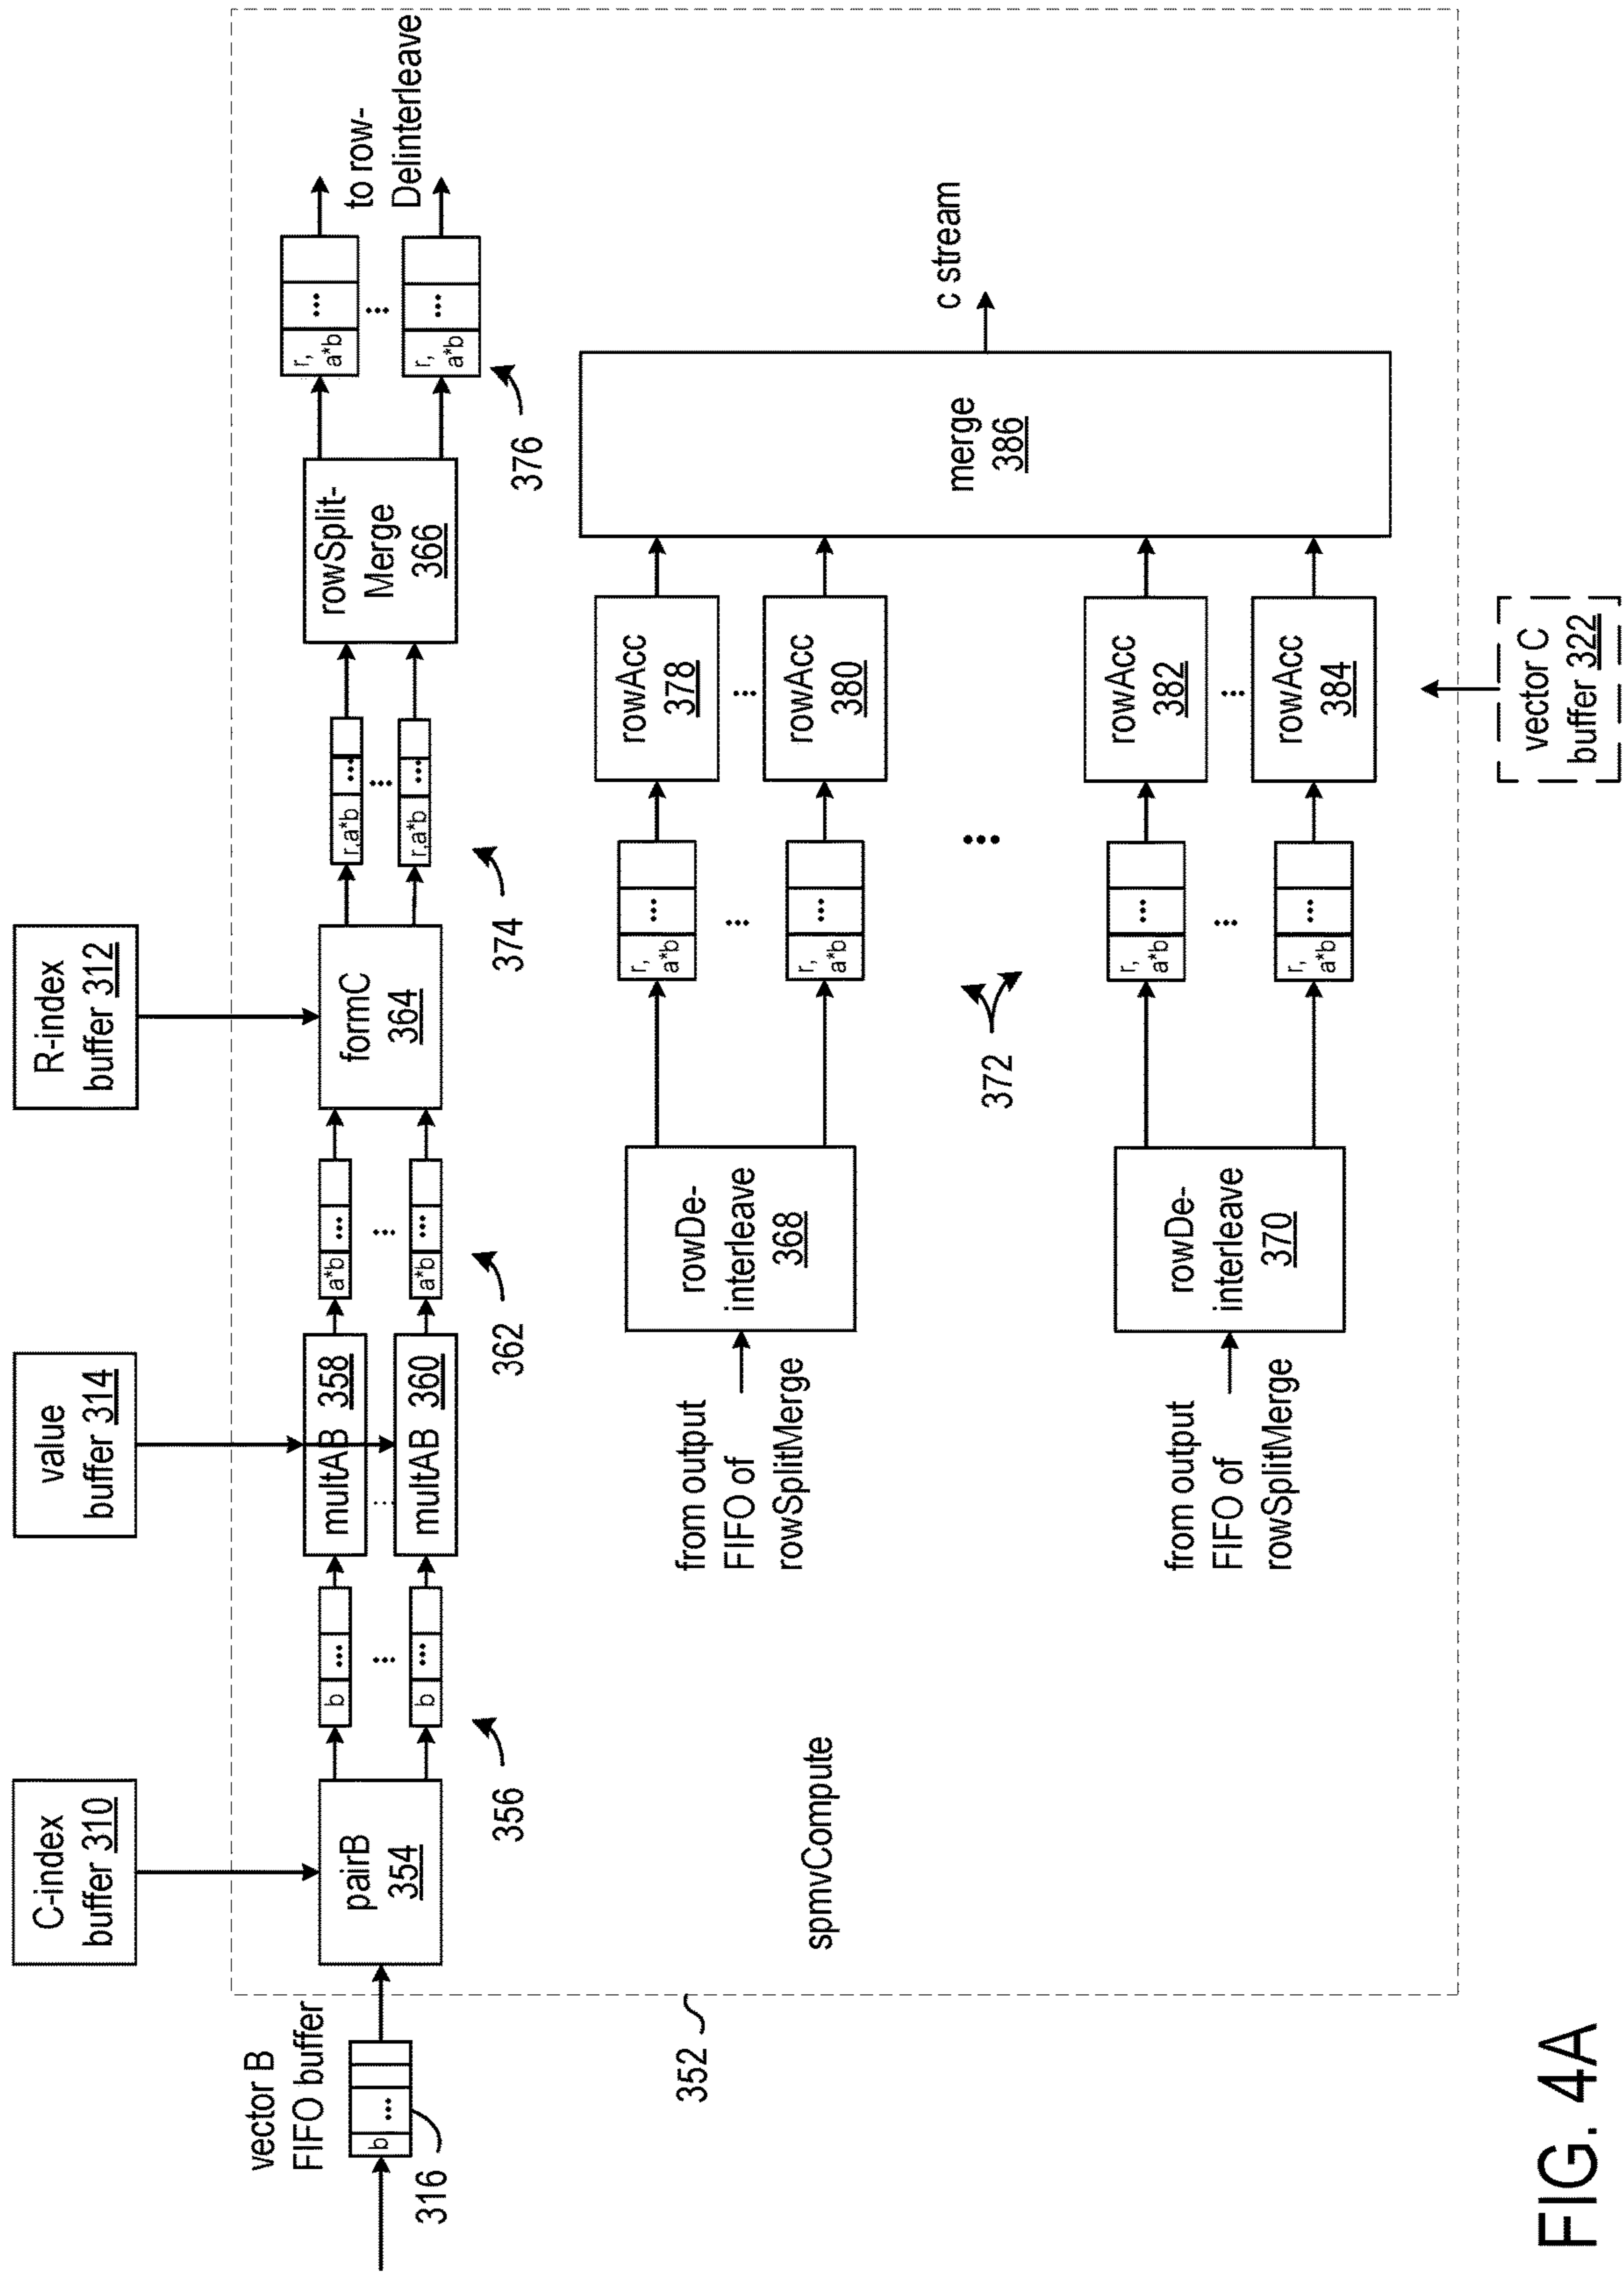 C-index
buffer 310
value
buffer 314
R-index
buffer 312
vector B
FIFO buffer
b
...
316
pairB
354
b
...
...
b
...
356
multAB 358
...
multAB 360
a*b
...
...
a*b
...
362
formC
364
r,a*b
...
...
r,a*b
...
374
rowSplit-
Merge
366
r,
a*b
...
...
r,
a*b
...
376
to row-
Delinterleave
352
spmvCompute
from output
FIFO of
rowSplitMerge
rowDe-
interleave
368
r,
a*b
...
...
r,
a*b
...
rowAcc
378
...
rowAcc
380
372
...
from output
FIFO of
rowSplitMerge
rowDe-
interleave
370
r,
a*b
...
...
r,
a*b
...
rowAcc
382
...
rowAcc
384
merge
386
c stream
vector C
buffer 322
FIG. 4A